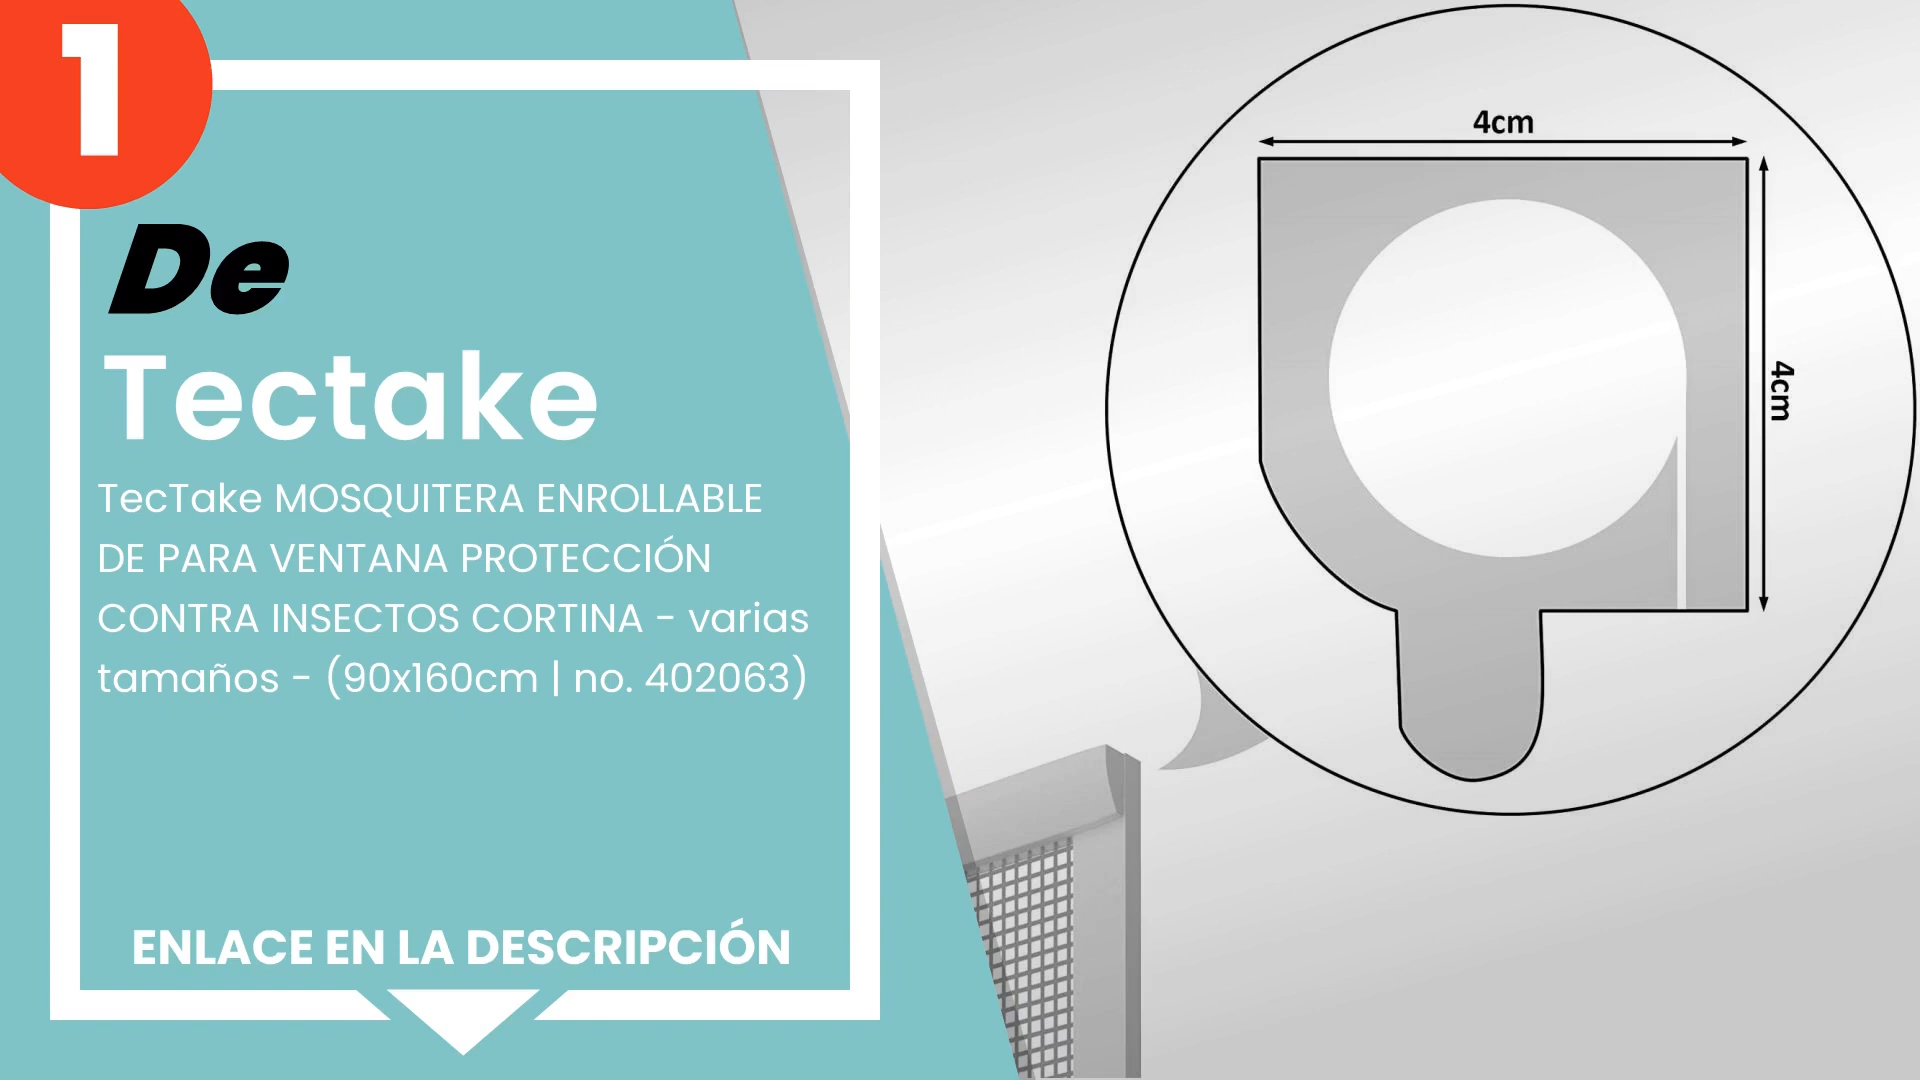 1
De
Tectake
TecTake MOSQUITERA ENROLLABLE
DE PARA VENTANA PROTECCIÓN
CONTRA INSECTOS CORTINA - varias
tamaños - (90x160cm | no. 402063)
ENLACE EN LA DESCRIPCIÓN
4cm
4cm